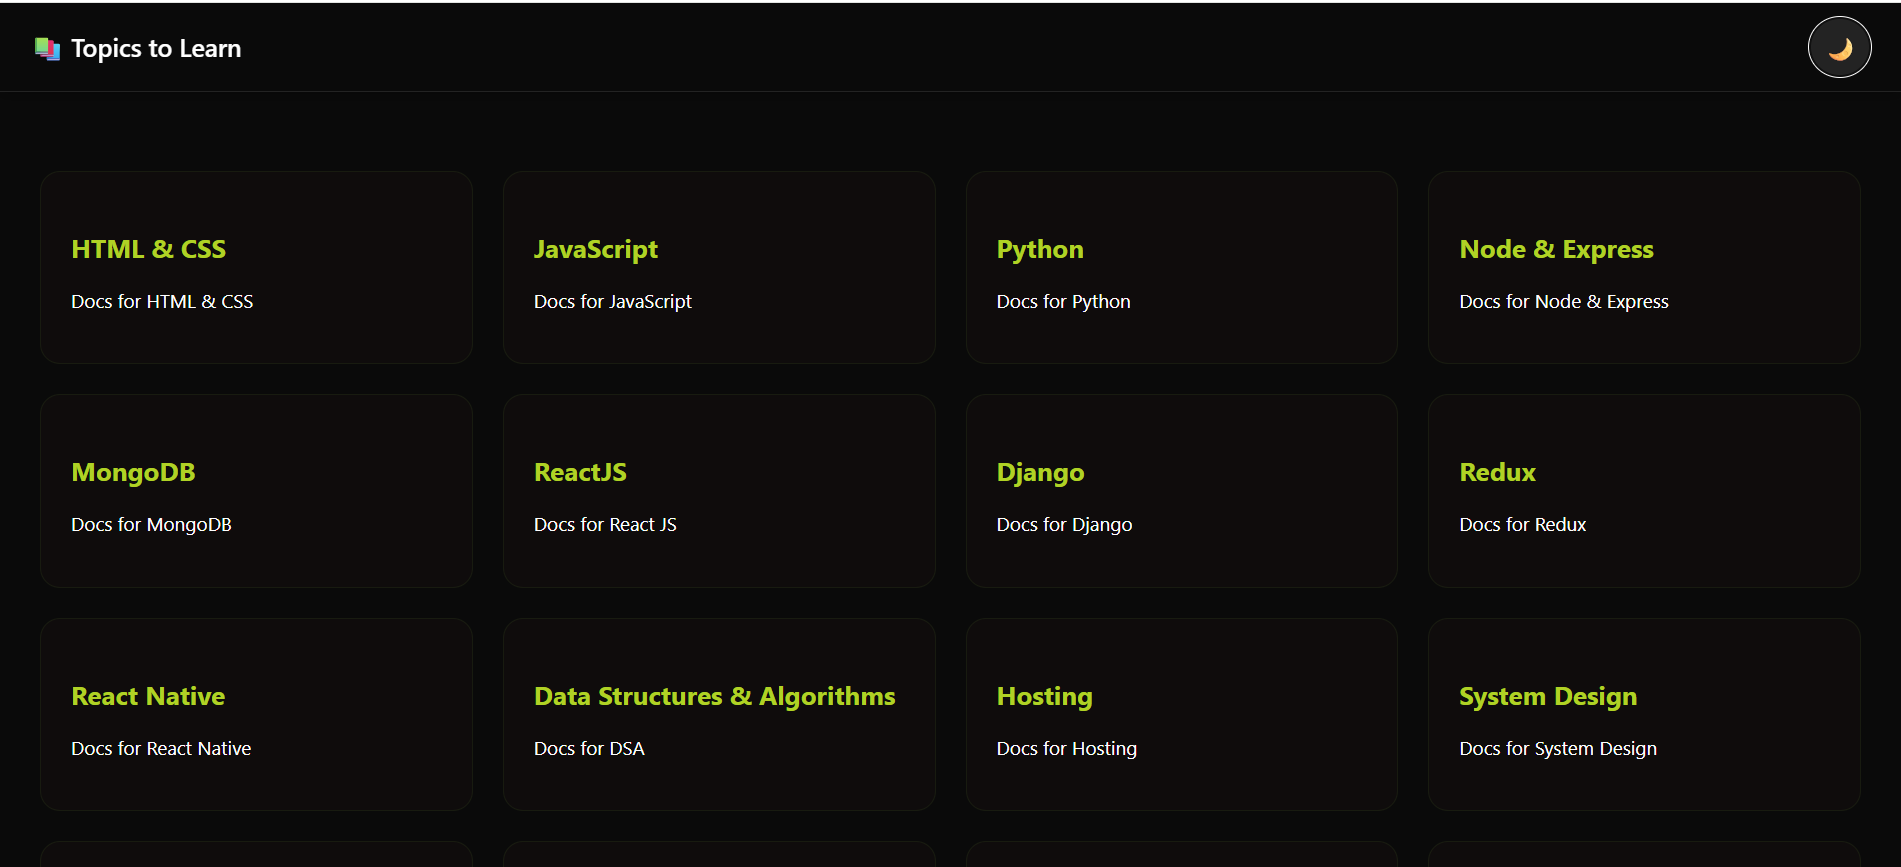 Topics to Learn
HTML & CSS
Docs for HTML & CSS
JavaScript
Docs for JavaScript
Python
Docs for Python
Node & Express
Docs for Node & Express
MongoDB
Docs for MongoDB
ReactJS
Docs for React JS
Django
Docs for Django
Redux
Docs for Redux
React Native
Docs for React Native
Data Structures & Algorithms
Docs for DSA
Hosting
Docs for Hosting
System Design
Docs for System Design